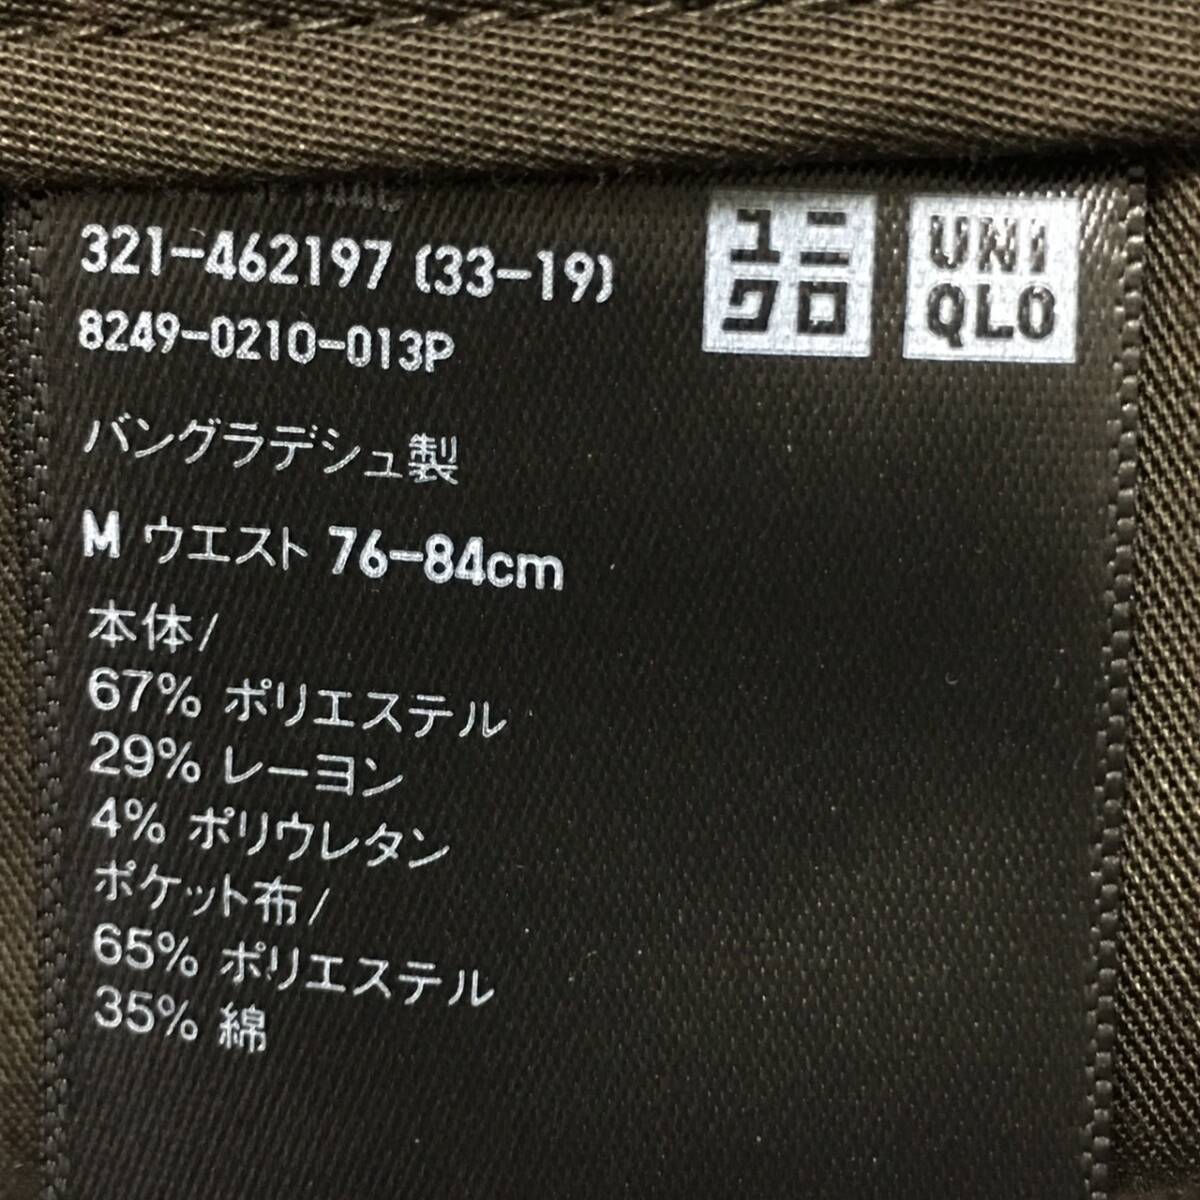 321-462197 (33-19)
8249-0210-013P
ユニ
クロ
UNI
QLO
バングラデシュ製
M ウエスト 76-84cm
本体/
67% ポリエステル
29% レーヨン
4% ポリウレタン
ポケット布/
65% ポリエステル
35% 綿